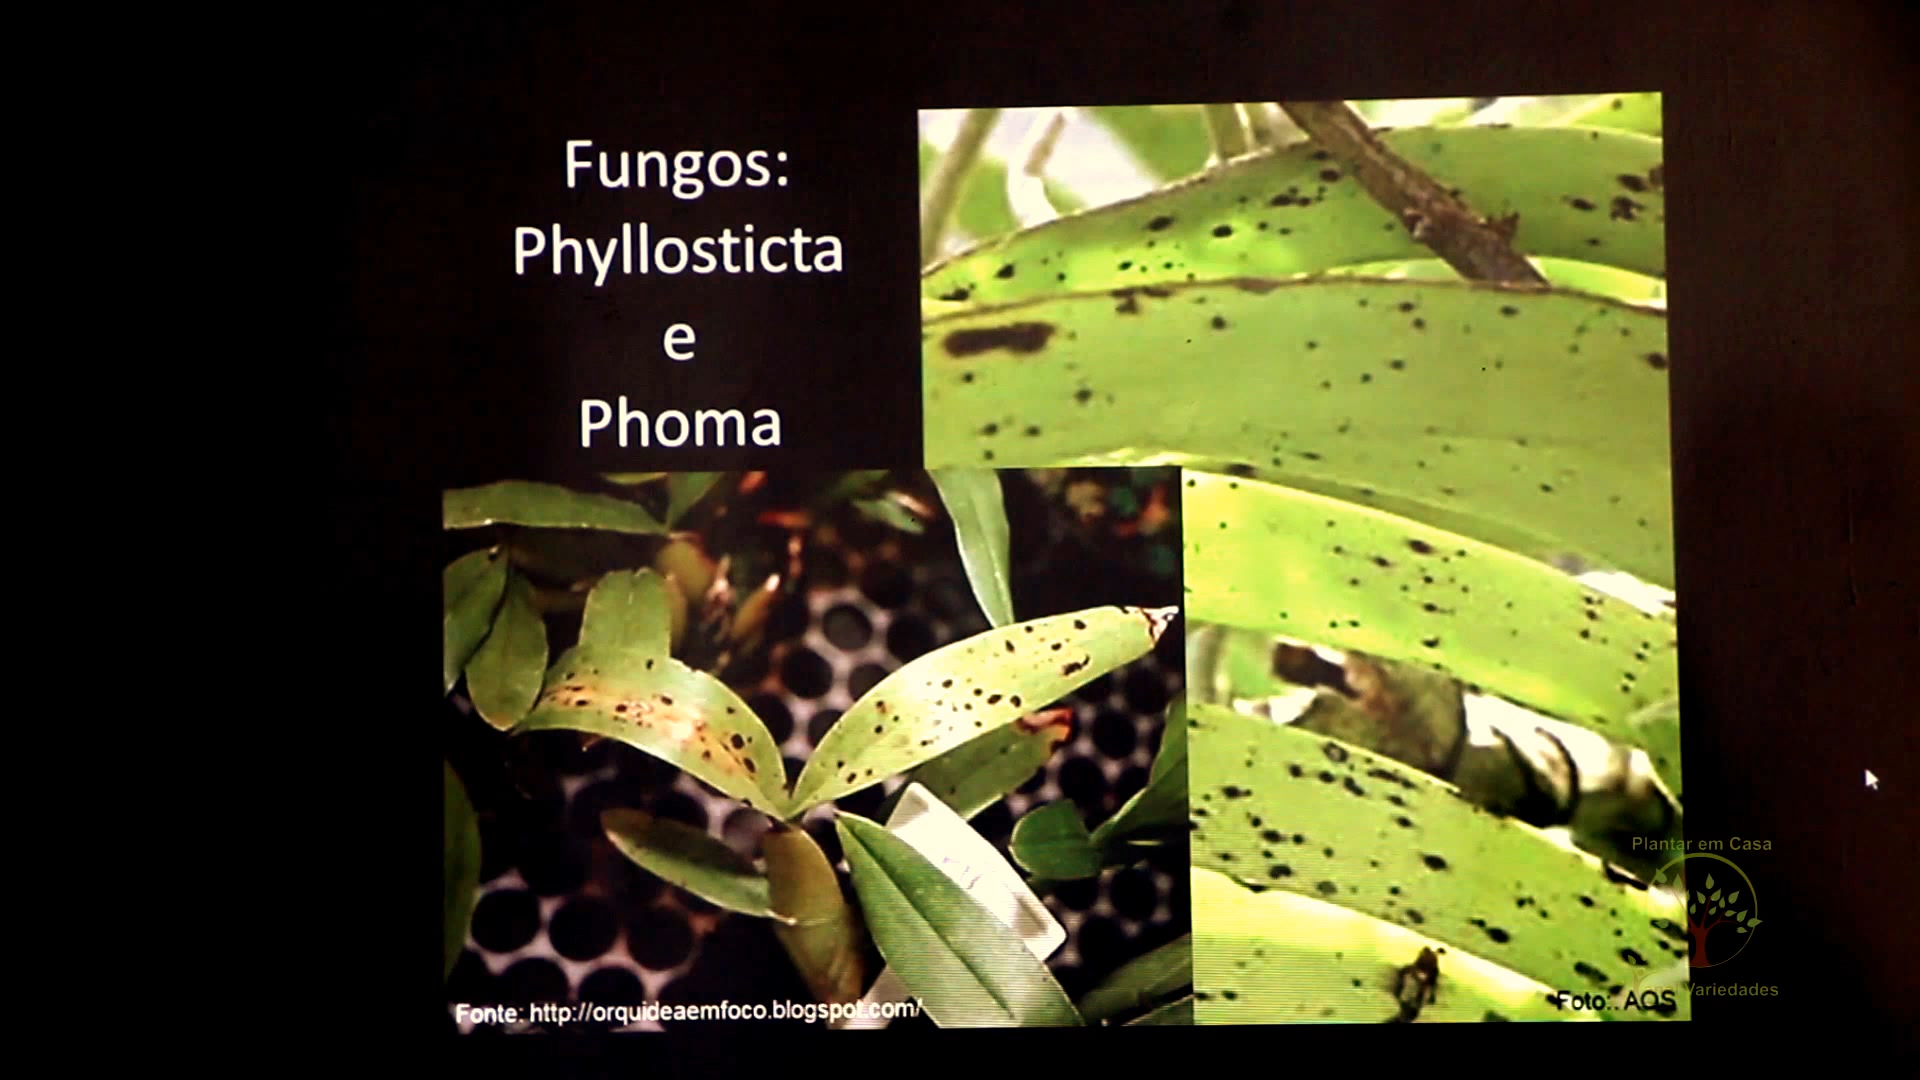 Fungos:
Phyllosticta
e
Phoma
Fonte: http://orquideaemfoco.blogspot.com/
Plantar em Casa
Variedades
Foto:. AOS